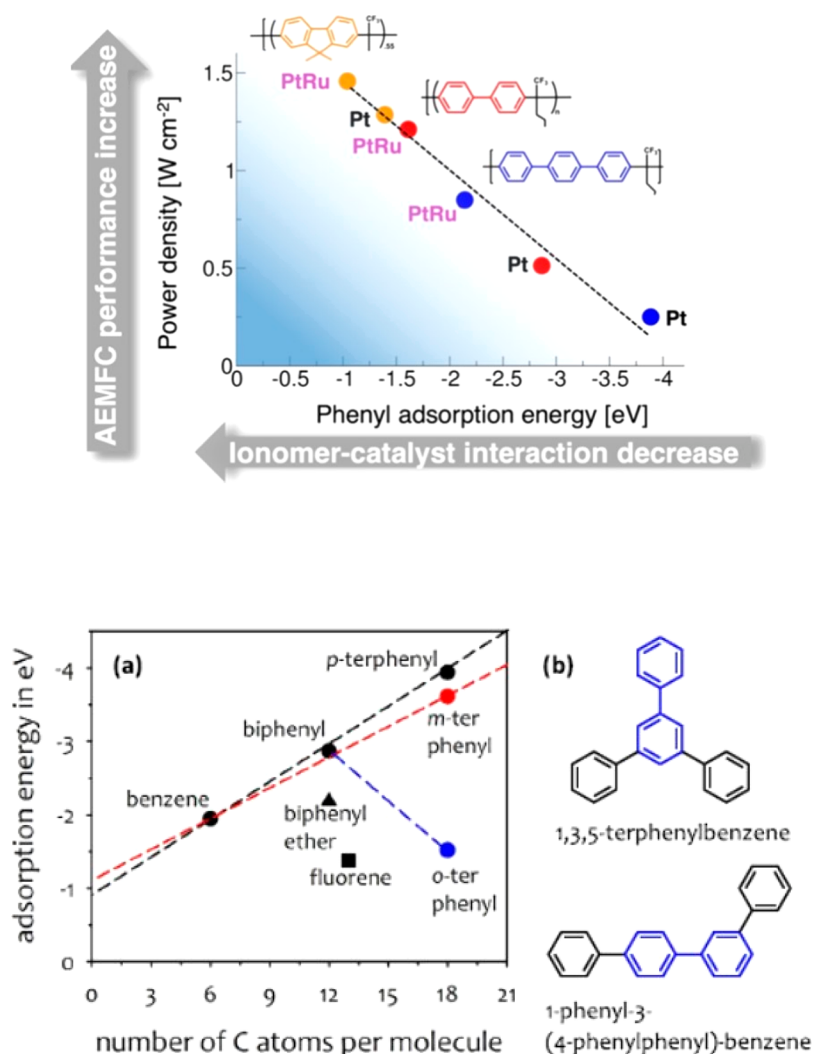 AEMFC performance increase
Power density [W cm⁻²]
1.5
1
0.5
0
0 -0.5 -1 -1.5 -2 -2.5 -3 -3.5 -4
Phenyl adsorption energy [eV]
Ionomer-catalyst interaction decrease
CF₃
.55
PtRu
Pt
PtRu
CF₃
n
CF₃
PtRu
Pt
Pt
adsorption energy in eV
-4
-3
-2
-1
0
0 3 6 9 12 15 18 21
number of C atoms per molecule
(a)
p-terphenyl
biphenyl
m-ter
phenyl
benzene
biphenyl
ether
fluorene
o-ter
phenyl
(b)
1,3,5-terphenylbenzene
1-phenyl-3-
(4-phenylphenyl)-benzene